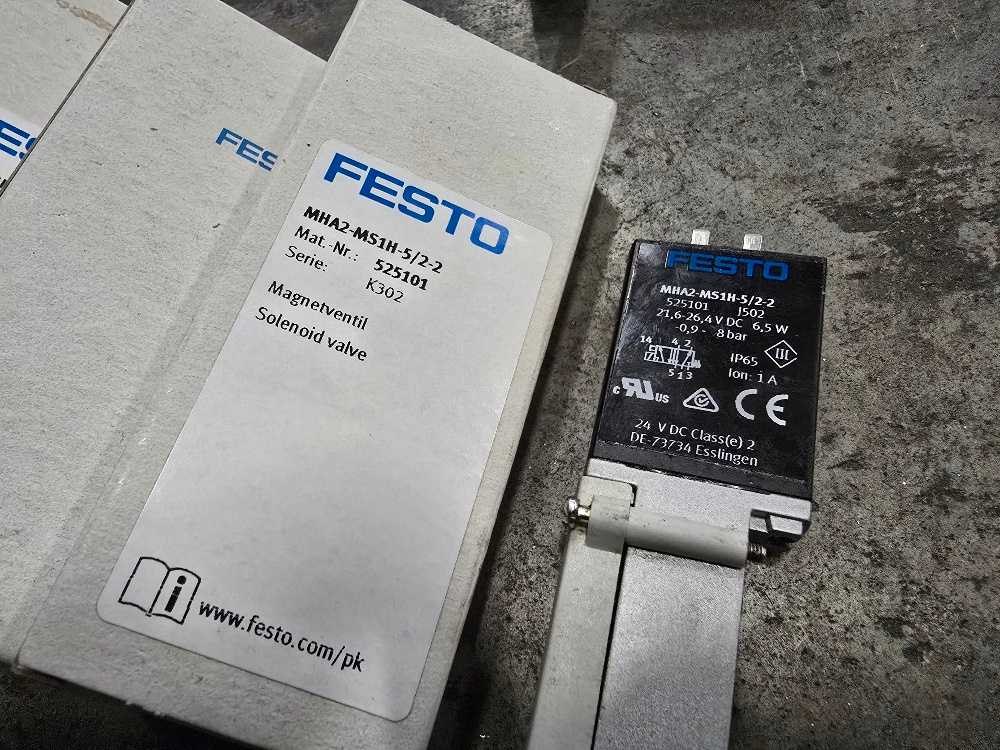 FES
FESTO
MHA2-MS1H-5/2-2
Mat.-Nr.: 525101
Serie: K302
Magnetventil
Solenoid valve
i www.festo.com/pk
FESTO
MHA2-MS1H-5/2-2
525101 J502
21,6-26,4 V DC 6,5 W
-0,9 - 8 bar
14 4 2
IP65 III
5 1 3
Ion: 1 A
c RU US CE
24 V DC Class(e) 2
DE-73734 Esslingen